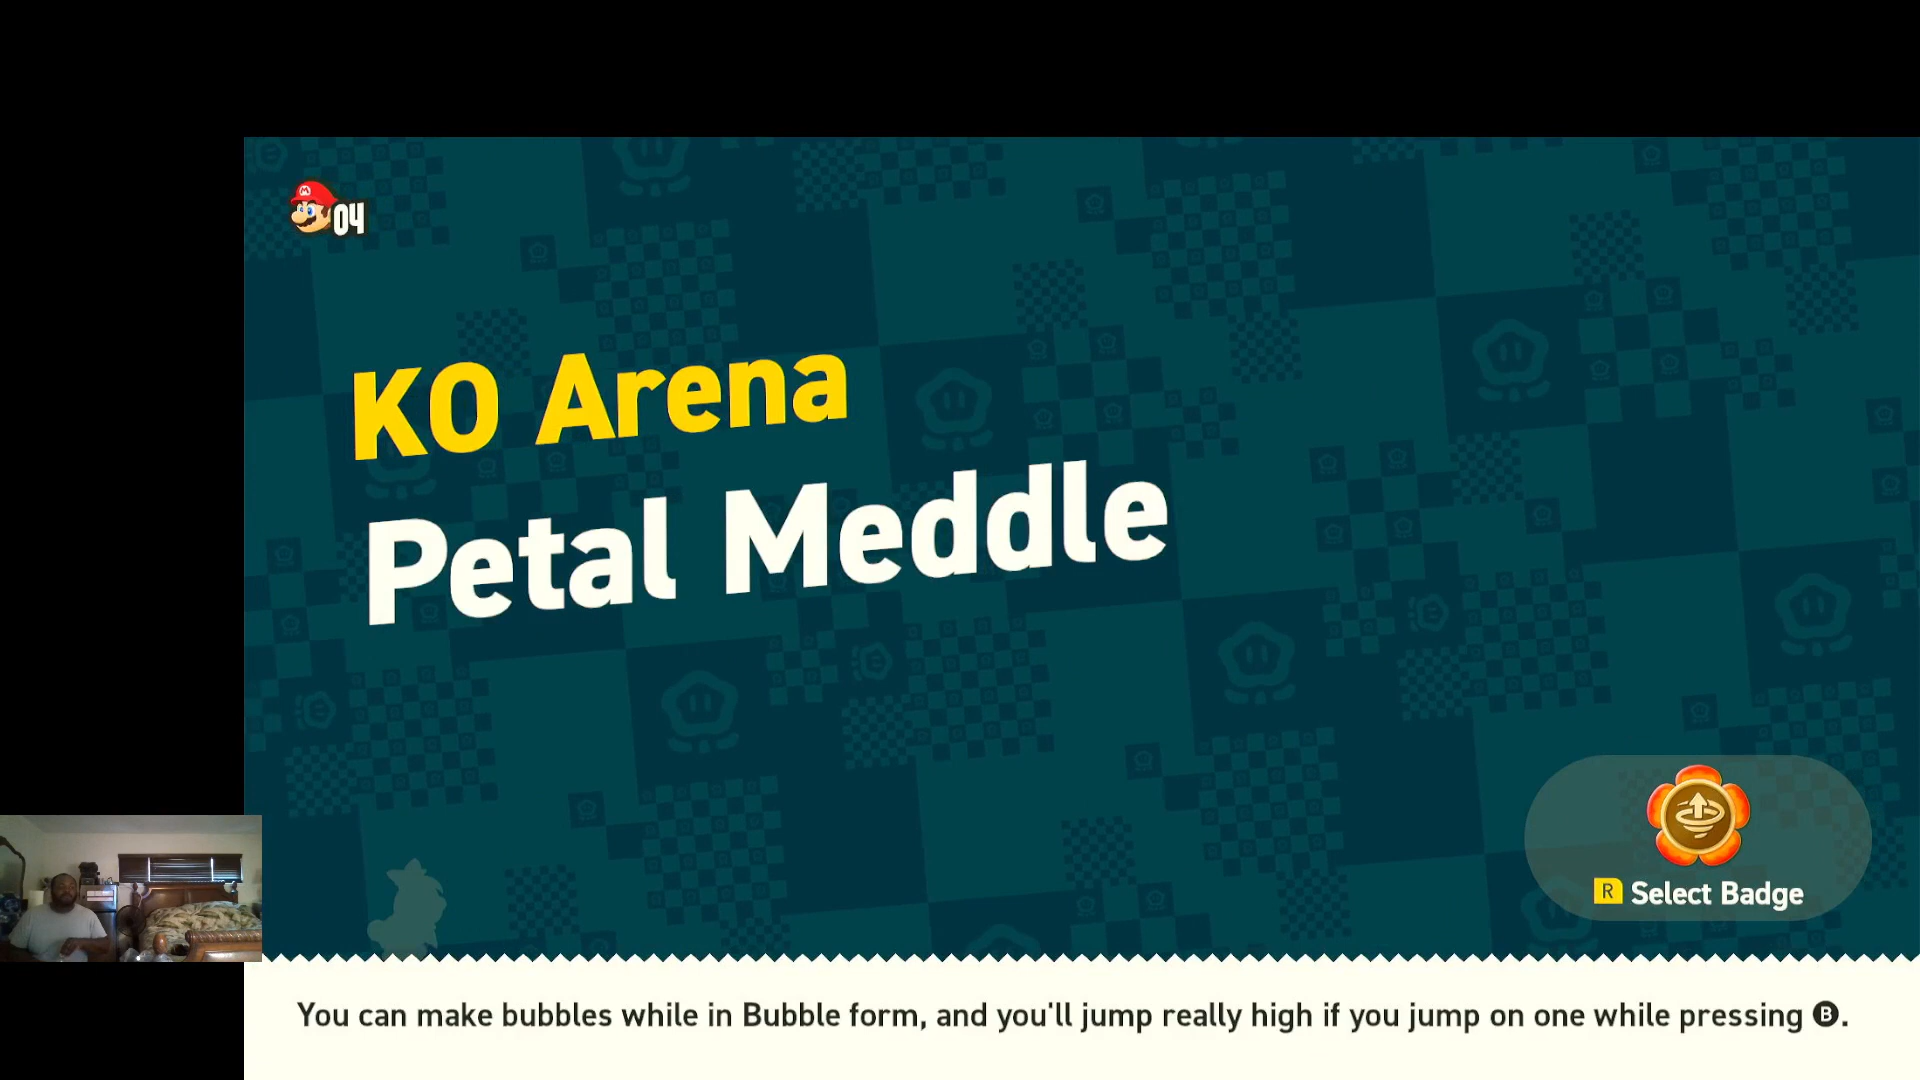 04
KO Arena
Petal Meddle
R Select Badge
You can make bubbles while in Bubble form, and you'll jump really high if you jump on one while pressing B.